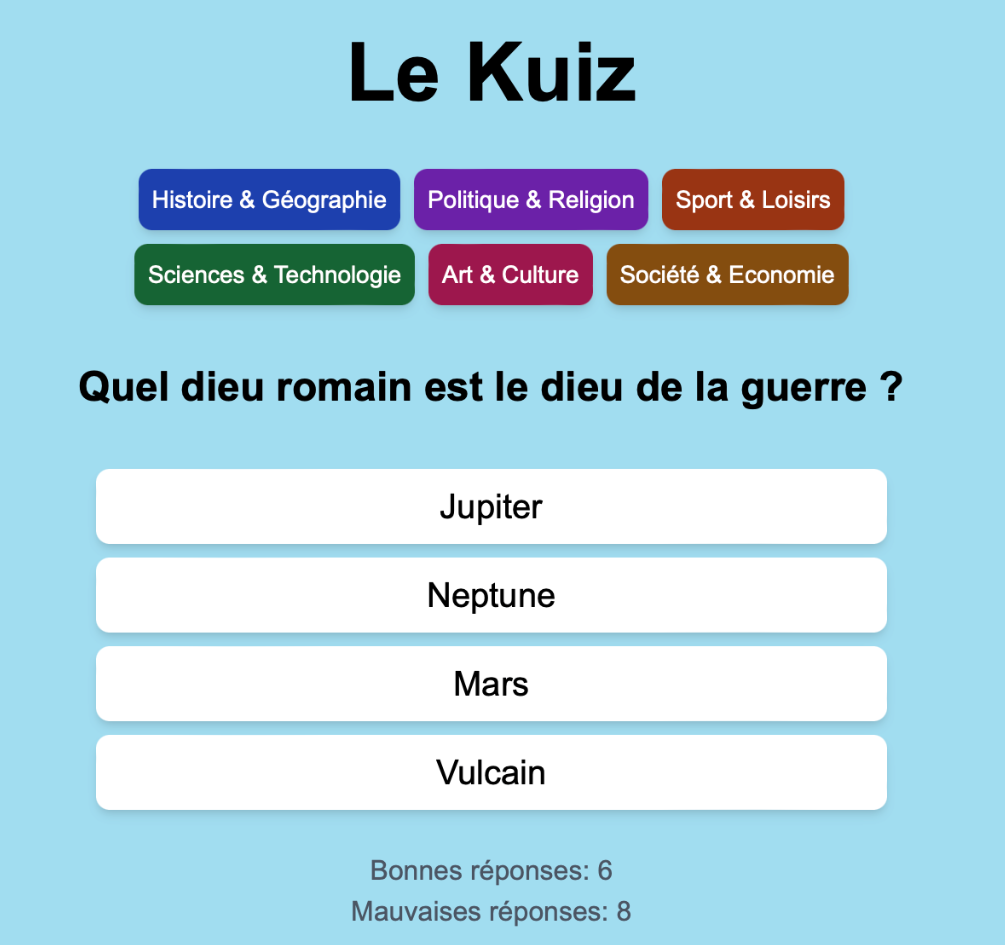 Le Kuiz
Histoire & Géographie Politique & Religion Sport & Loisirs
Sciences & Technologie Art & Culture Société & Economie
Quel dieu romain est le dieu de la guerre ?
Jupiter
Neptune
Mars
Vulcain
Bonnes réponses: 6
Mauvaises réponses: 8